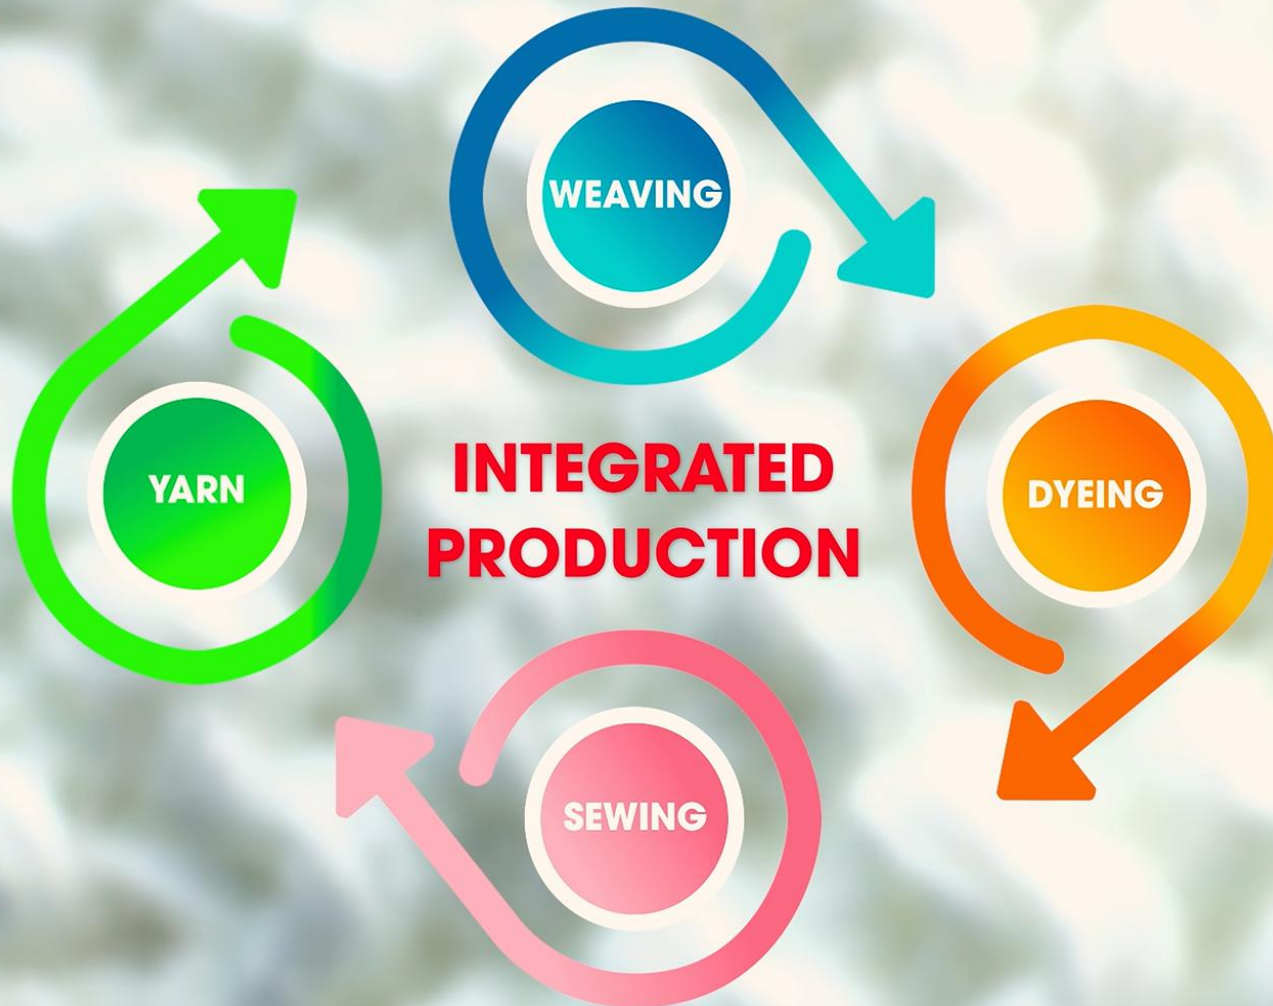 WEAVING
YARN
INTEGRATED
PRODUCTION
DYEING
SEWING